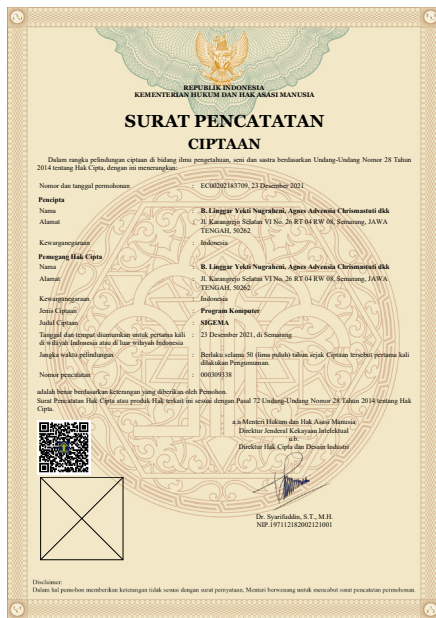 REPUBLIK INDONESIA
KEMENTERIAN HUKUM DAN HAK ASASI MANUSIA
SURAT PENCATATAN
CIPTAAN
Dalam rangka pelindungan ciptaan di bidang ilmu pengetahuan, seni dan sastra berdasarkan Undang-Undang Nomor 28 Tahun
2014 tentang Hak Cipta, dengan ini menerangkan:
Nomor dan tanggal permohonan : EC00202183709, 23 Desember 2021
Pencipta
Nama : B. Linggar Yekti Nugraheni, Agnes Advensia Chrismastuti dkk
Alamat : Jl. Karangrejo Selatan VI No. 26 RT 04 RW 08, Semarang, JAWA
TENGAH, 50262
Kewarganegaraan : Indonesia
Pemegang Hak Cipta
Nama : B. Linggar Yekti Nugraheni, Agnes Advensia Chrismastuti dkk
Alamat : Jl. Karangrejo Selatan VI No. 26 RT 04 RW 08, Semarang, JAWA
TENGAH, 50262
Kewarganegaraan : Indonesia
Jenis Ciptaan : Program Komputer
Judul Ciptaan : SIGEMA
Tanggal dan tempat diumumkan untuk pertama kali : 23 Desember 2021, di Semarang
di wilayah Indonesia atau di luar wilayah Indonesia
Jangka waktu pelindungan : Berlaku selama 50 (lima puluh) tahun sejak Ciptaan tersebut pertama kali
dilakukan Pengumuman.
Nomor pencatatan : 000309338
adalah benar berdasarkan keterangan yang diberikan oleh Pemohon.
Surat Pencatatan Hak Cipta atau produk Hak terkait ini sesuai dengan Pasal 72 Undang-Undang Nomor 28 Tahun 2014 tentang Hak
Cipta.
a.n Menteri Hukum dan Hak Asasi Manusia
Direktur Jenderal Kekayaan Intelektual
u.b.
Direktur Hak Cipta dan Desain Industri
Dr. Syarifuddin, S.T., M.H.
NIP.197112182002121001
Disclaimer:
Dalam hal pemohon memberikan keterangan tidak sesuai dengan surat pernyataan, Menteri berwenang untuk mencabut surat pencatatan permohonan.